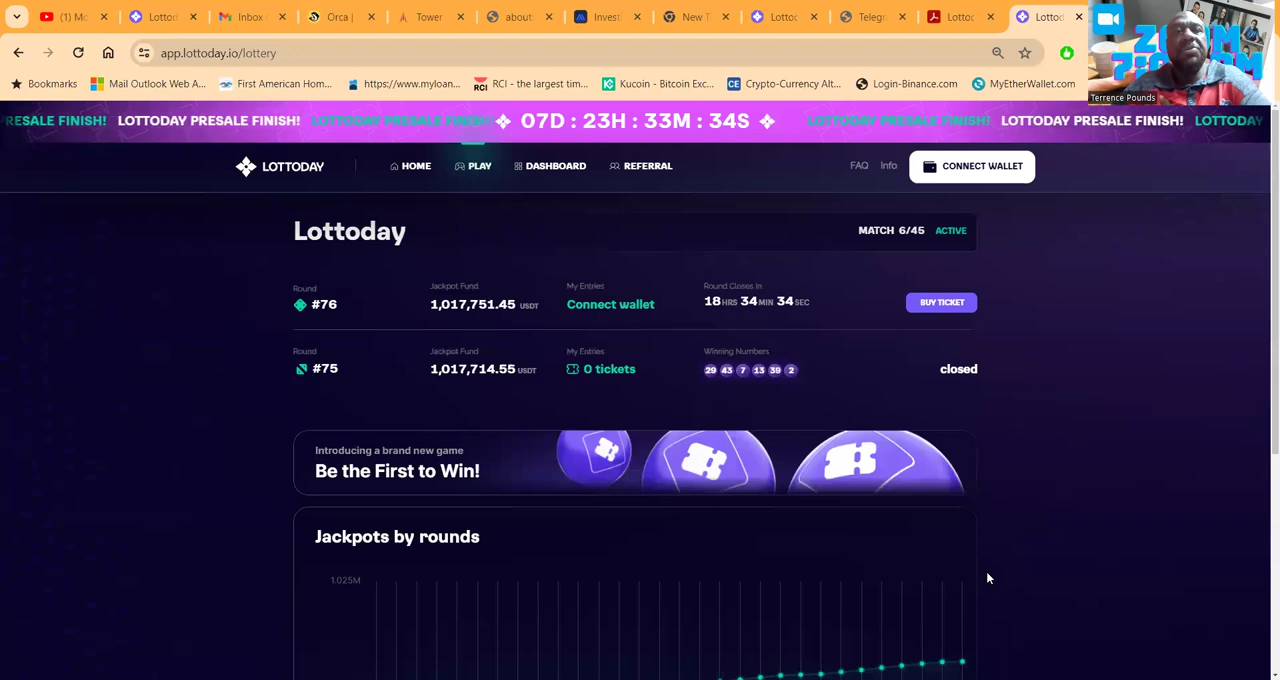 (1) Mo
Lottod
Inbox
Orca |
Tower
about:
Invest
New T
Lottoc
Telegr
Lottoc
Lottod
app.lottoday.io/lottery
Bookmarks
Mail Outlook Web A...
First American Hom...
https://www.myloan...
RCI - the largest tim...
Kucoin - Bitcoin Exc...
Crypto-Currency Alt...
Login-Binance.com
MyEtherWallet.com
Terrence Pounds
RESALE FINISH! LOTTODAY PRESALE FINISH! LOTTODAY PRESALE FINISH! 07D : 23H : 33M : 34S LOTTODAY PRESALE FINISH! LOTTODAY PRESALE FINISH! LOTTODAY
LOTTODAY
HOME
PLAY
DASHBOARD
REFERRAL
FAQ
Info
CONNECT WALLET
Lottoday
MATCH 6/45 ACTIVE
Round Jackpot Fund My Entries Round Closes In
#76 1,017,751.45 USDT Connect wallet 18 HRS 34 MIN 34 SEC BUY TICKET
Round Jackpot Fund My Entries Winning Numbers
#75 1,017,714.55 USDT 0 tickets 29 43 7 13 39 2 closed
Introducing a brand new game
Be the First to Win!
Jackpots by rounds
1.025M